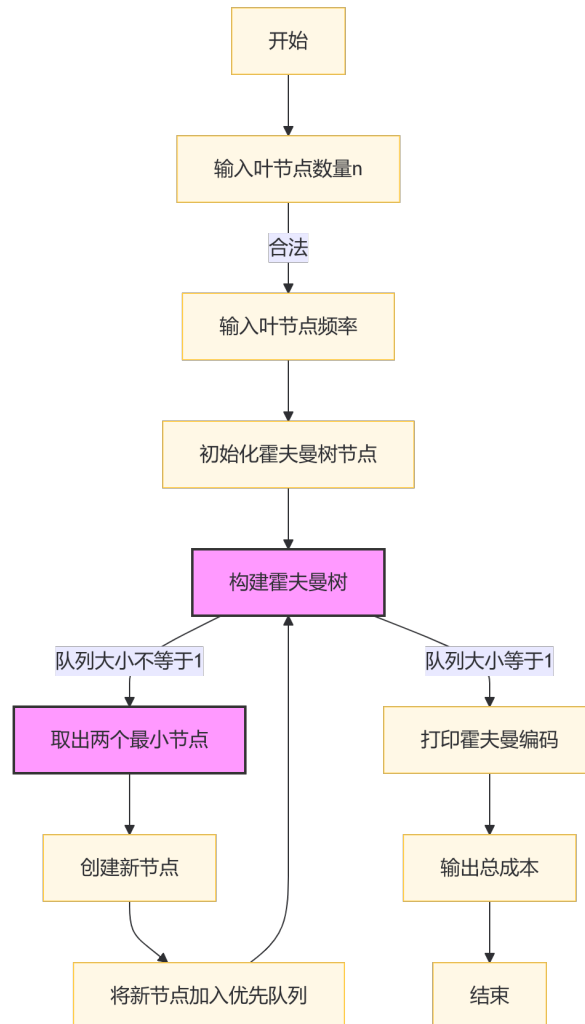 开始
输入叶节点数量n
合法
输入叶节点频率
初始化霍夫曼树节点
构建霍夫曼树
队列大小不等于1
队列大小等于1
取出两个最小节点
打印霍夫曼编码
创建新节点
输出总成本
将新节点加入优先队列
结束